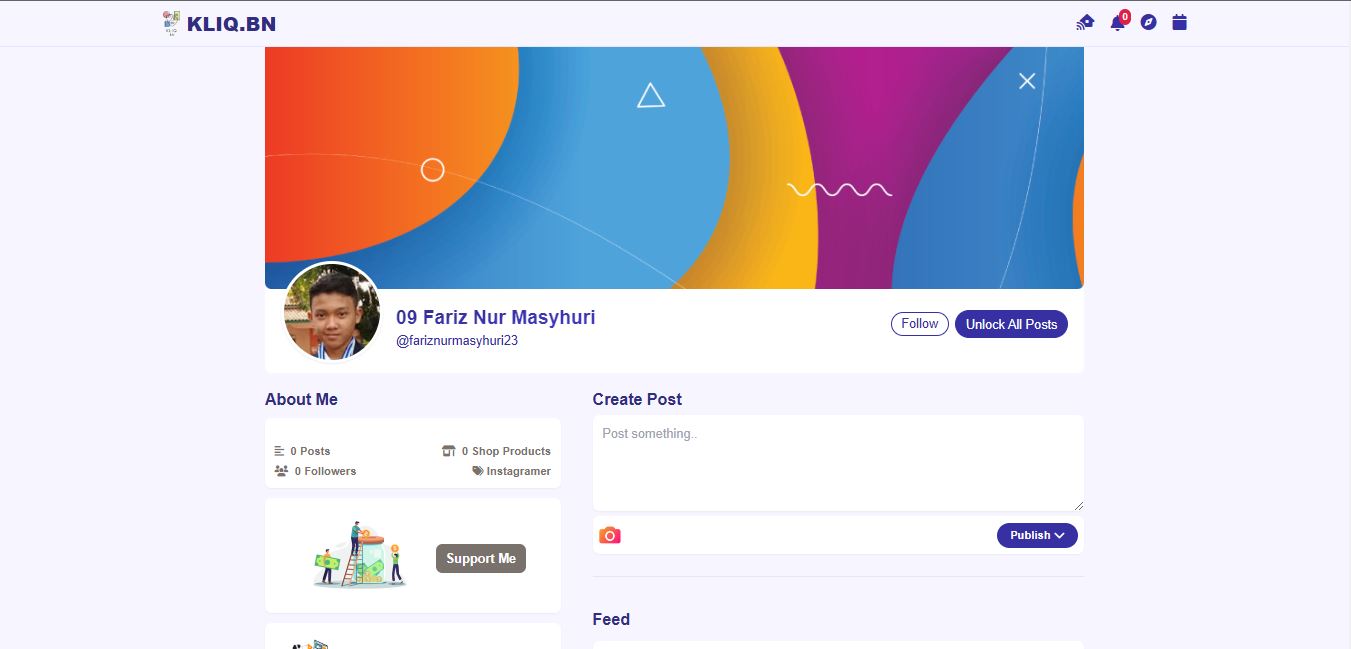 KLIQ.BN
0
09 Fariz Nur Masyhuri
@fariznurmasyhuri23
Follow
Unlock All Posts
About Me
0 Posts
0 Shop Products
0 Followers
Instagramer
Support Me
Create Post
Post something..
Publish
Feed